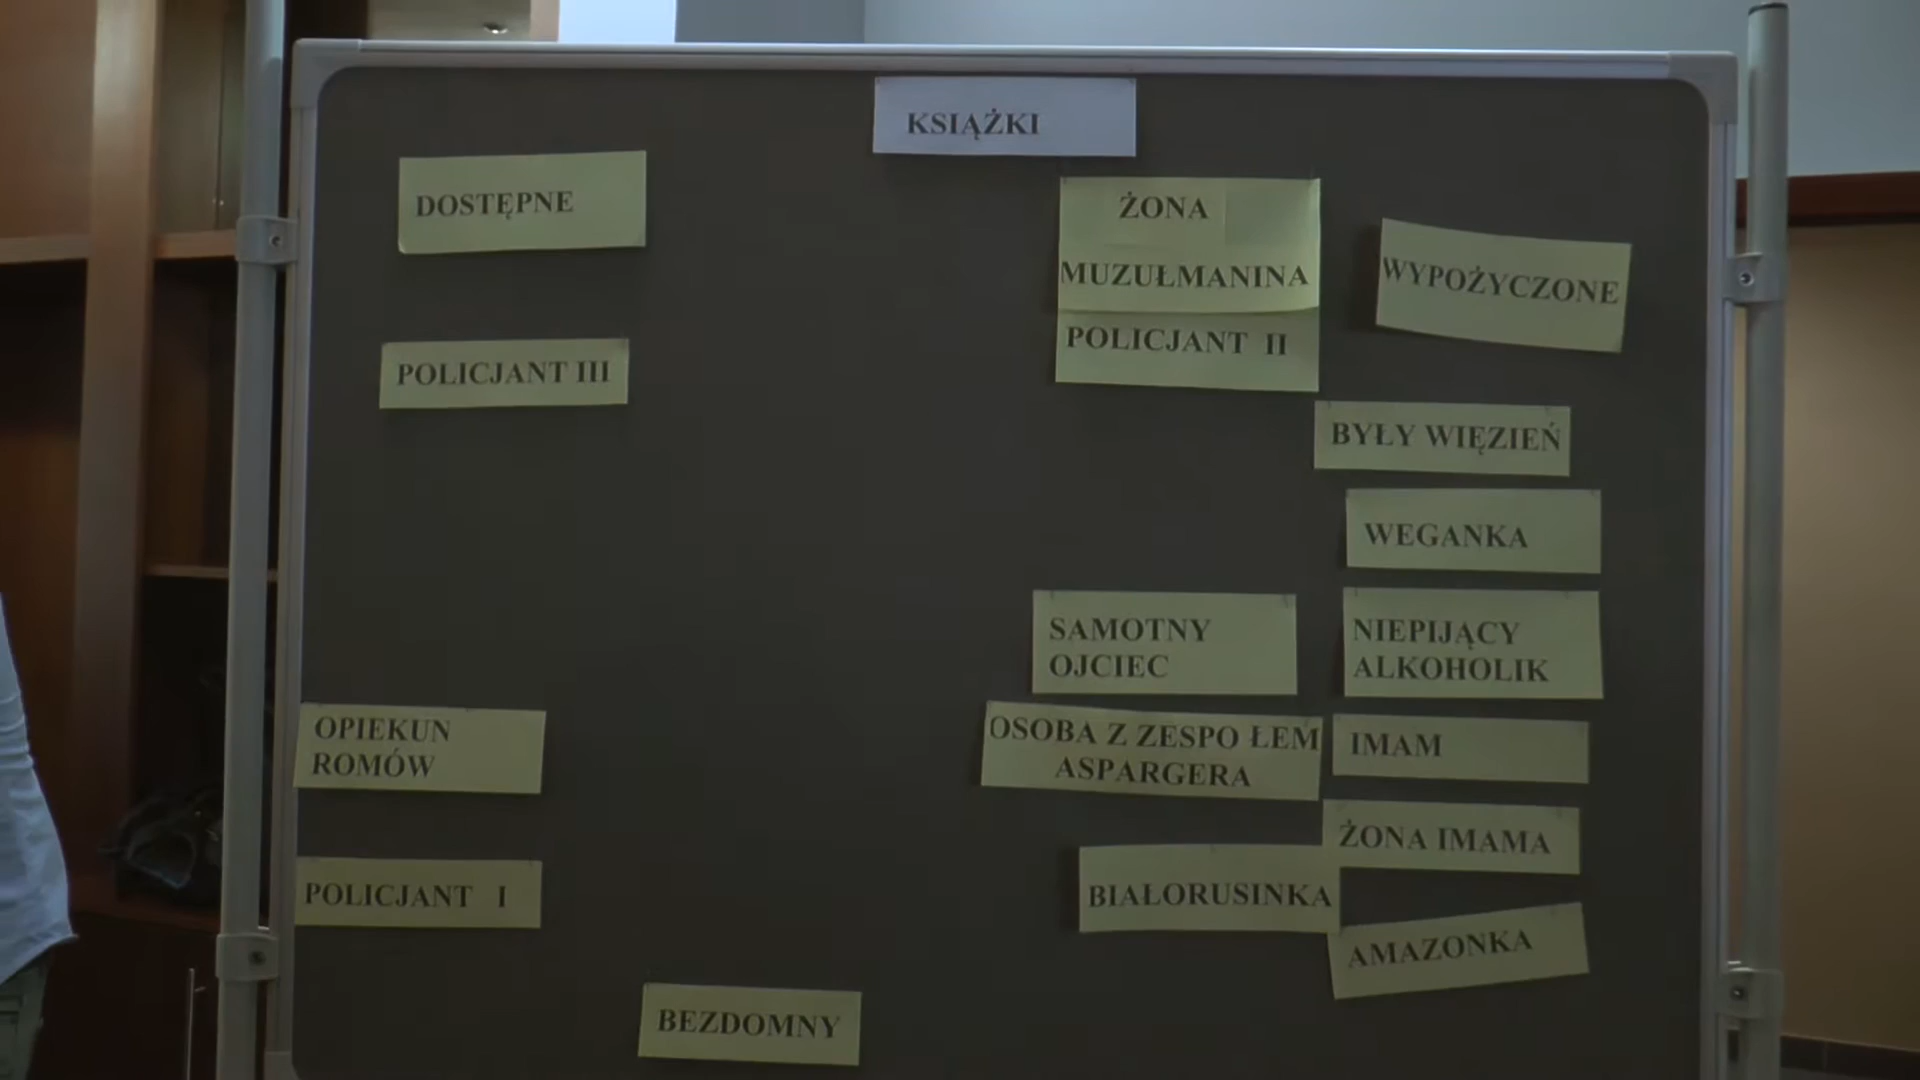 KSIĄŻKI
DOSTĘPNE
ŻONA
MUZUŁMANINA
WYPOŻYCZONE
POLICJANT II
POLICJANT III
BYŁY WIĘZIEŃ
WEGANKA
SAMOTNY
OJCIEC
NIEPIJĄCY
ALKOHOLIK
OPIEKUN
ROMÓW
OSOBA Z ZESPO ŁEM
ASPARGERA
IMAM
ŻONA IMAMA
POLICJANT I
BIAŁORUSINKA
AMAZONKA
BEZDOMNY